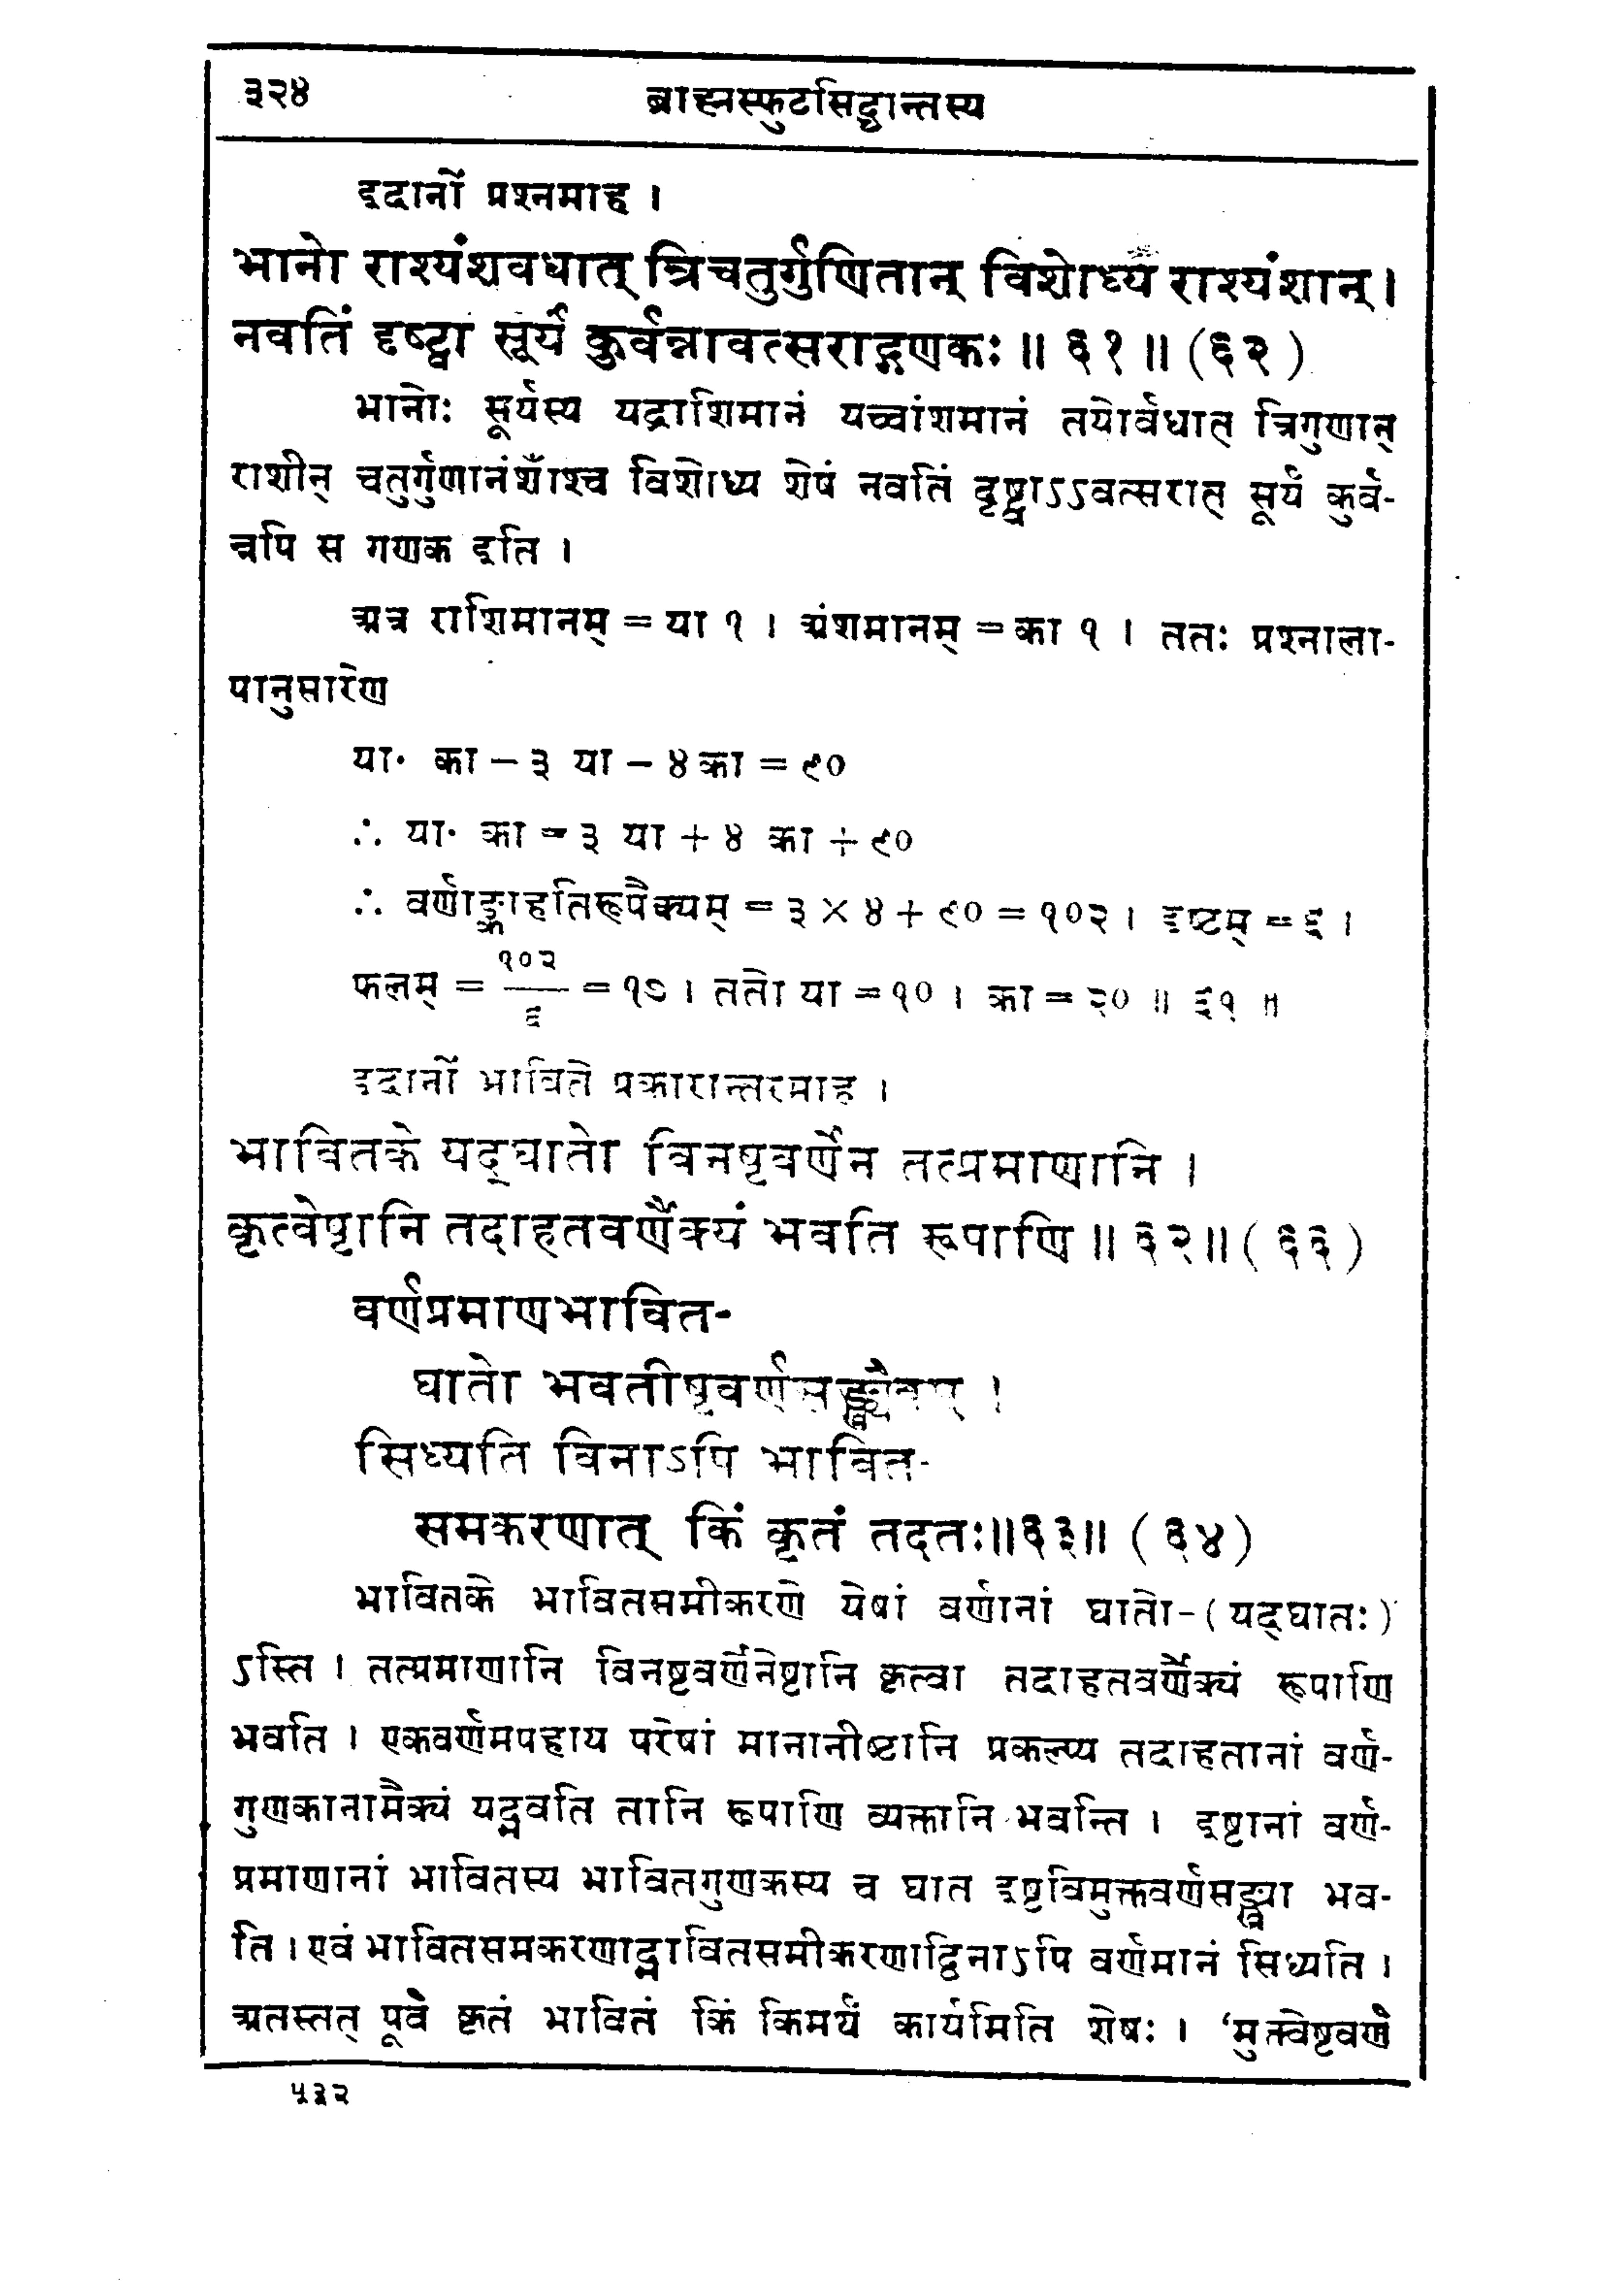 ३२४ ब्राह्मस्फुटसिद्धान्तस्य
इदानीं प्रश्नमाह ।
भानो राश्यंशवधात् त्रिचतुर्गुणितान् विशोध्य राश्यंशान् ।
नवतिं दृष्ट्वा सूर्यं कुर्वन्नावत्सराद्गणकः ॥ ६१ ॥ (६२)
भानोः सूर्यस्य यद्राशिमानं यच्चांशमानं तयोर्वधात् त्रिगुणान्
राशीन् चतुर्गुणानंशाँश्च विशोध्य शेषं नवतिं दृष्ट्वाऽऽवत्सरात् सूर्यं कुर्व-
न्नपि स गणक इति ।
अत्र राशिमानम् = या १ । अंशमानम् = का १ । ततः प्रश्नाला-
पानुसारेण
या· का – ३ या – ४ का = ९०
∴ या· का = ३ या + ४ का + ९०
∴ वर्णाङ्काहतिरूपैक्यम् = ३ × ४ + ९० = १०२ । इष्टम् = ६ ।
फलम् = १०२/६ = १७ । ततो या = १० । का = २० ॥ ६१ ॥
इदानीं भाविते प्रकारान्तरमाह ।
भावितके यद्घातो विनष्टवर्णेन तत्प्रमाणानि ।
कृत्वेष्टानि तदाहतवर्णैक्यं भवति रूपाणि ॥ ६२ ॥ ( ६३ )
वर्णप्रमाणभावित-
घातो भवतीष्टवर्णसङ्ख्यैवम् ।
सिध्यति विनाऽपि भावित-
समकरणात् किं कृतं तदतः॥६३॥ ( ६४ )
भावितके भावितसमीकरणे येषां वर्णानां घातो-(यद्घातः)
ऽस्ति । तत्प्रमाणानि विनष्टवर्णेनेष्टानि कृत्वा तदाहतवर्णैक्यं रूपाणि
भवति । एकवर्णमपहाय परेषां मानानीष्टानि प्रकल्प्य तदाहतानां वर्ण-
गुणकानामैक्यं यद्भवति तानि रूपाणि व्यक्तानि भवन्ति । इष्टानां वर्ण-
प्रमाणानां भावितस्य भावितगुणकस्य च घात इष्टविमुक्तवर्णसङ्ख्या भव-
ति । एवं भावितसमकरणाद्भावितसमीकरणाद्विनाऽपि वर्णमानं सिध्यति ।
अतस्तत् पूर्वं कृतं भावितं किं किमर्थं कार्यमिति शेषः । ‘मुक्त्वेष्टवर्णं
५३२